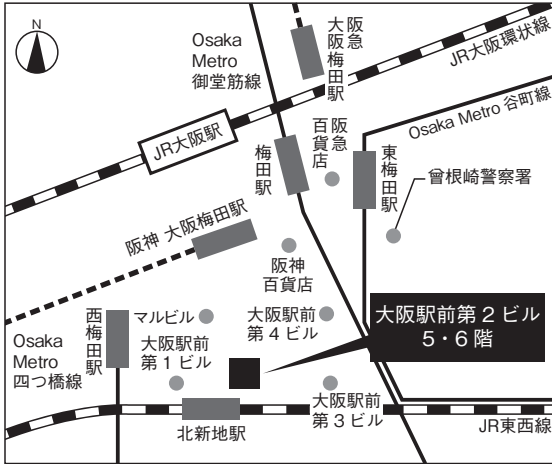 N
Osaka
Metro
御堂筋線
阪急
大阪梅田駅
JR大阪環状線
JR大阪駅
梅田駅
阪急
百貨店
東梅田駅
Osaka Metro 谷町線
曾根崎警察署
阪神 大阪梅田駅
阪神
百貨店
西梅田駅
マルビル
大阪駅前
第1ビル
大阪駅前
第4ビル
大阪駅前第2ビル
5・6階
Osaka
Metro
四つ橋線
北新地駅
大阪駅前
第3ビル
JR東西線